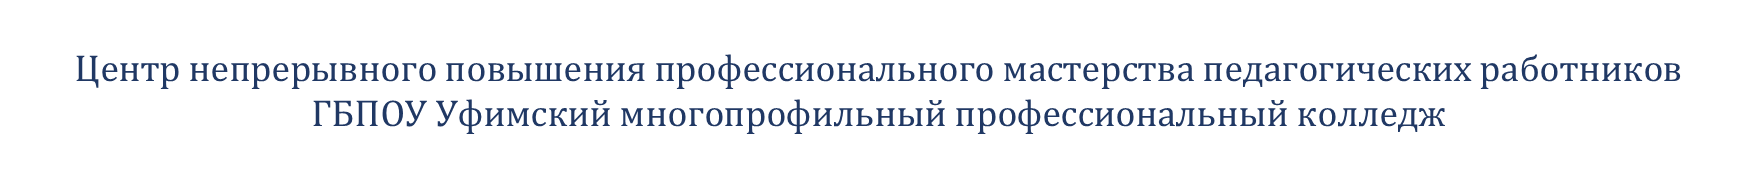 Центр непрерывного повышения профессионального мастерства педагогических работников
ГБПОУ Уфимский многопрофильный профессиональный колледж